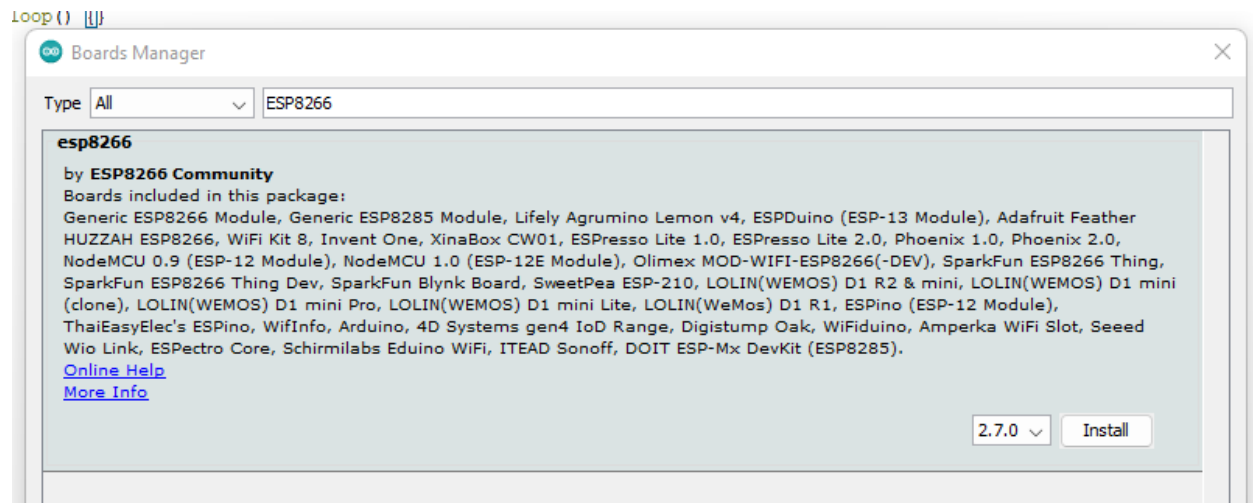 loop() {}
Boards Manager
Type All ESP8266
esp8266
by ESP8266 Community
Boards included in this package:
Generic ESP8266 Module, Generic ESP8285 Module, Lifely Agrumino Lemon v4, ESPDuino (ESP-13 Module), Adafruit Feather
HUZZAH ESP8266, WiFi Kit 8, Invent One, XinaBox CW01, ESPresso Lite 1.0, ESPresso Lite 2.0, Phoenix 1.0, Phoenix 2.0,
NodeMCU 0.9 (ESP-12 Module), NodeMCU 1.0 (ESP-12E Module), Olimex MOD-WIFI-ESP8266(-DEV), SparkFun ESP8266 Thing,
SparkFun ESP8266 Thing Dev, SparkFun Blynk Board, SweetPea ESP-210, LOLIN(WEMOS) D1 R2 & mini, LOLIN(WEMOS) D1 mini
(clone), LOLIN(WEMOS) D1 mini Pro, LOLIN(WEMOS) D1 mini Lite, LOLIN(WeMos) D1 R1, ESPino (ESP-12 Module),
ThaiEasyElec's ESPino, WifInfo, Arduino, 4D Systems gen4 IoD Range, Digistump Oak, WiFiduino, Amperka WiFi Slot, Seeed
Wio Link, ESPectro Core, Schirmilabs Eduino WiFi, ITEAD Sonoff, DOIT ESP-Mx DevKit (ESP8285).
Online Help
More Info
2.7.0 Install